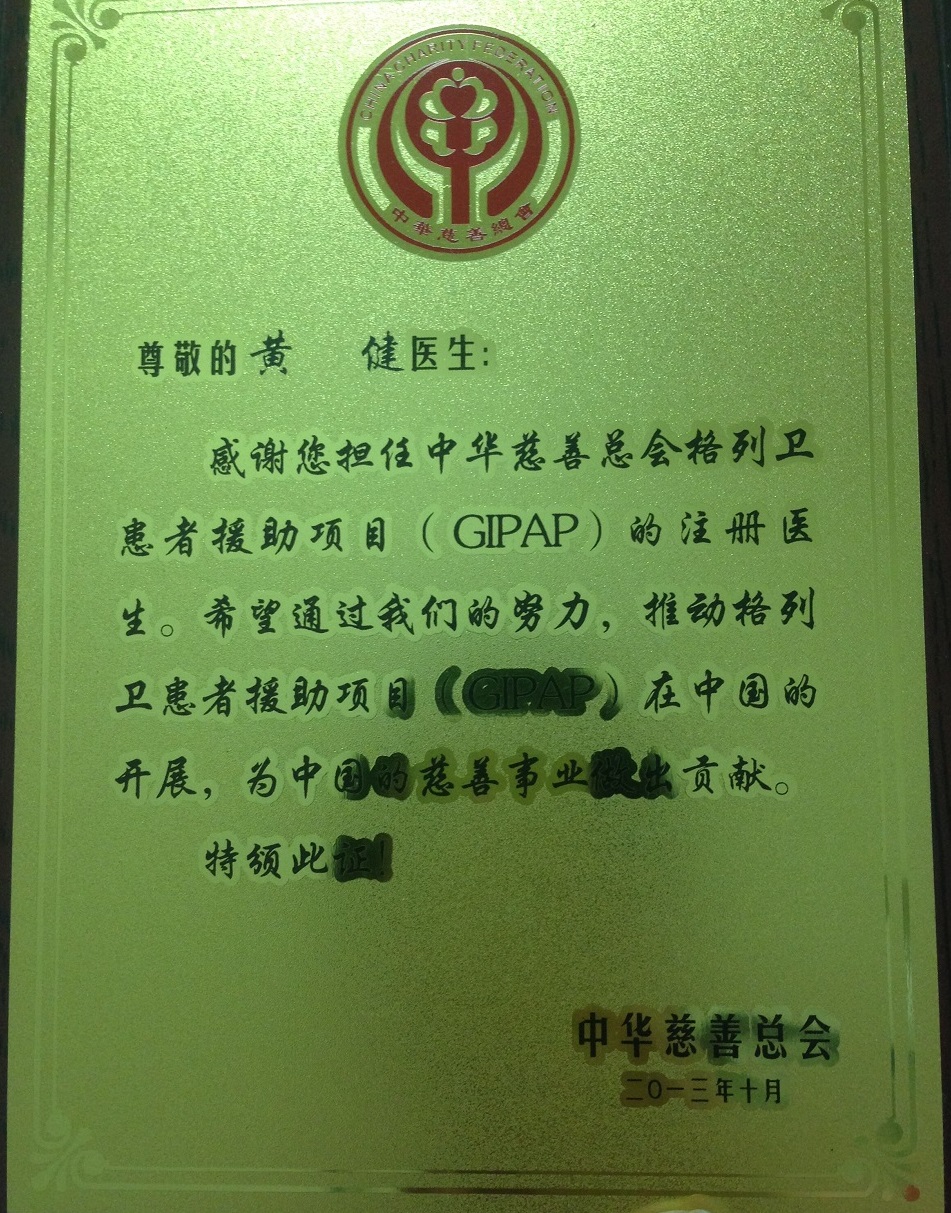 CHINA CHARITY FEDERATION
中华慈善總會
尊敬的黄 健医生:
感谢您担任中华慈善总会格列卫
患者援助项目(GIPAP)的注册医
生。希望通过我们的努力,推动格列
卫患者援助项目(GIPAP)在中国的
开展,为中国的慈善事业做出贡献。
特颁此证!
中华慈善总会
二〇一三年十月